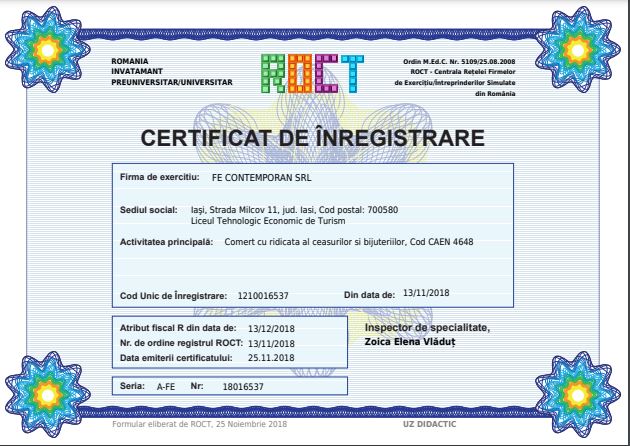 ROMANIA
INVATAMANT
PREUNIVERSITAR/UNIVERSITAR
ROCT
Ordin M.Ed.C. Nr. 5109/25.08.2008
ROCT - Centrala Rețelei Firmelor
de Exercițiu/Întreprinderilor Simulate
din România
CERTIFICAT DE ÎNREGISTRARE
Firma de exercitiu: FE CONTEMPORAN SRL
Sediul social: Iași, Strada Milcov 11, jud. Iasi, Cod postal: 700580
Liceul Tehnologic Economic de Turism
Activitatea principală: Comert cu ridicata al ceasurilor si bijuteriilor, Cod CAEN 4648
Cod Unic de Înregistrare: 1210016537 Din data de: 13/11/2018
Atribut fiscal R din data de: 13/12/2018
Nr. de ordine registrul ROCT: 13/11/2018
Data emiterii certificatului: 25.11.2018
Inspector de specialitate,
Zoica Elena Vlăduț
Seria: A-FE Nr: 18016537
Formular eliberat de ROCT, 25 Noiembrie 2018 UZ DIDACTIC